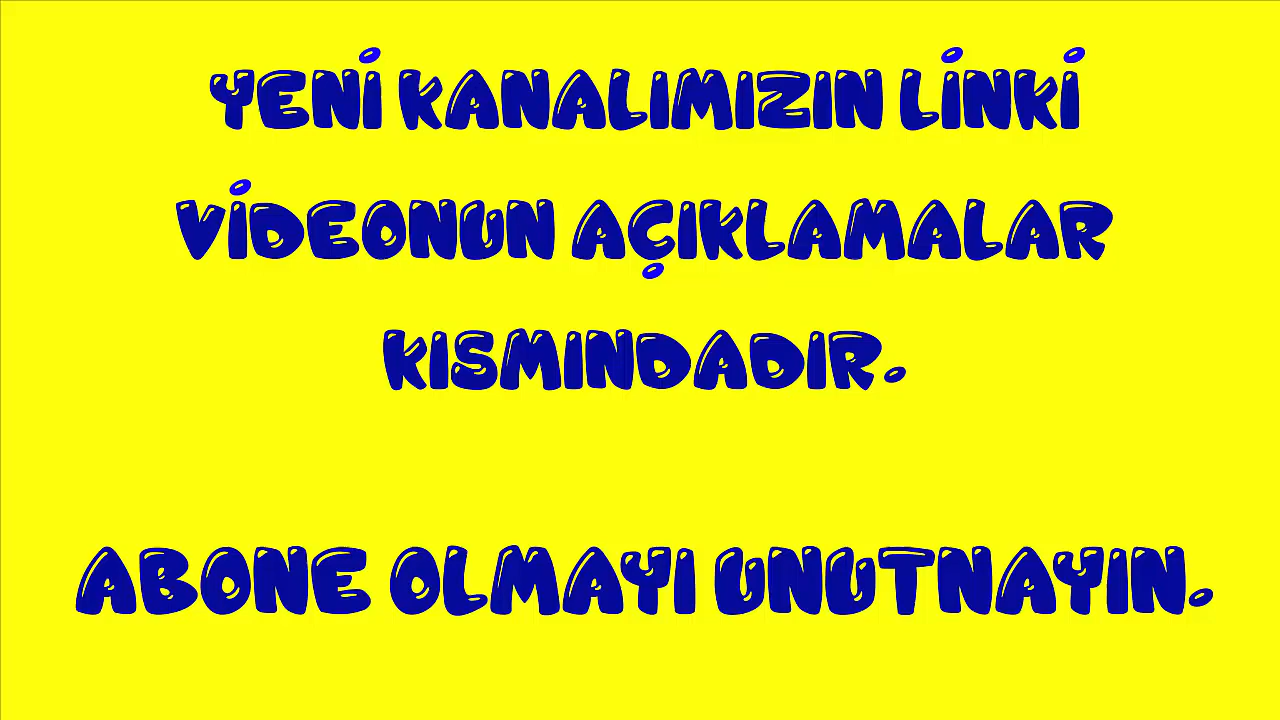 YENİ KANALIMIZIN LİNKİ
VİDEONUN AÇIKLAMALAR
KISMINDADIR.
ABONE OLMAYI UNUTNAYIN.